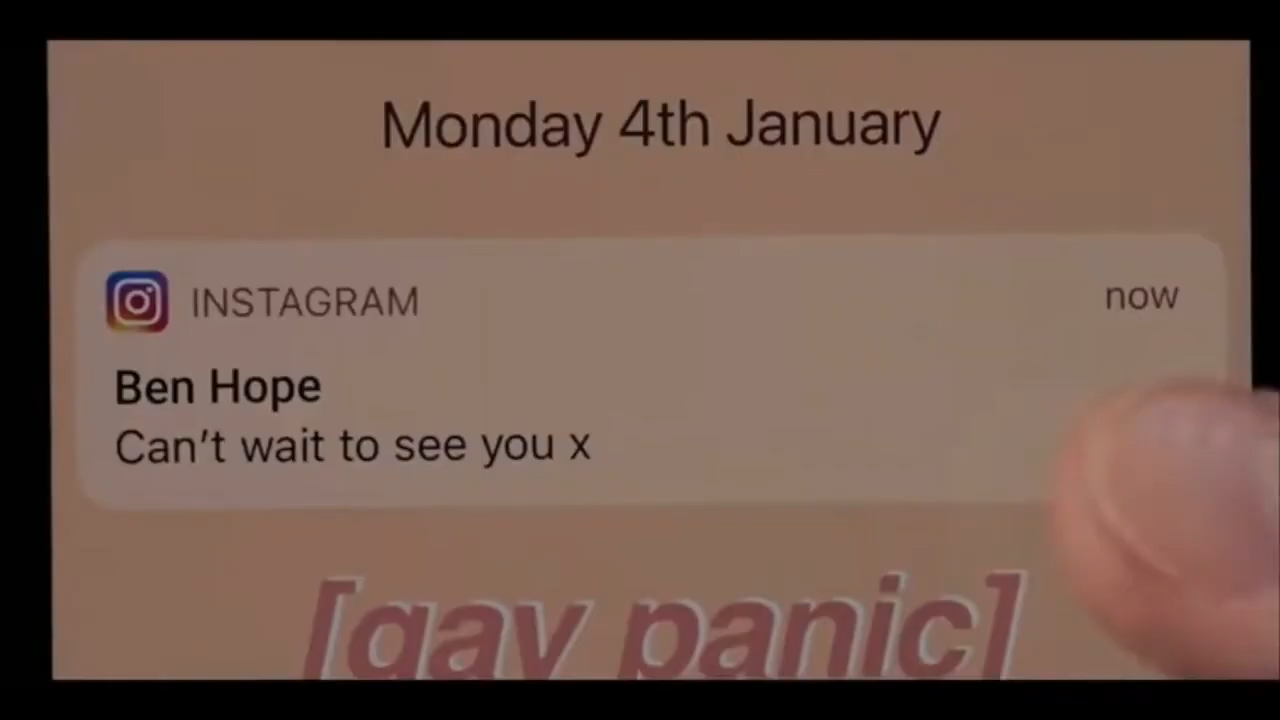 Monday 4th January
INSTAGRAM
now
Ben Hope
Can't wait to see you x
[gay panic]